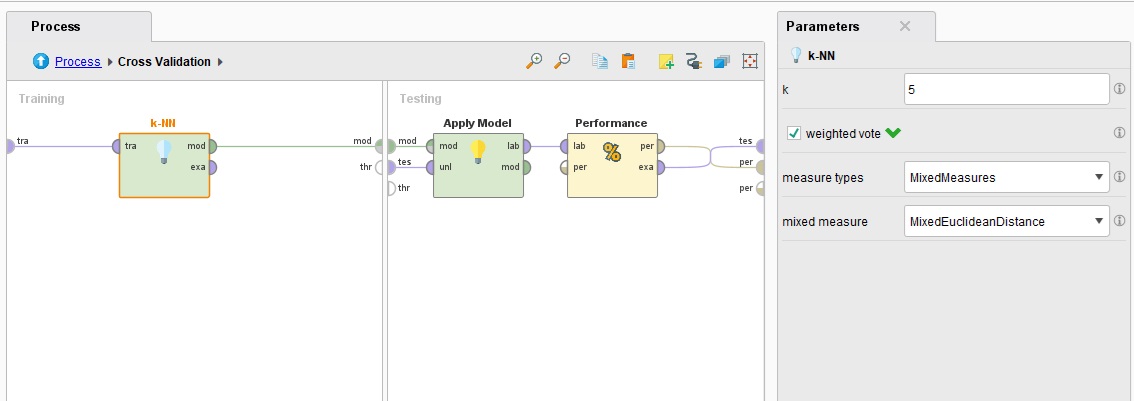 Process
Process Cross Validation
Training
k-NN
tra
tra
mod
exa
mod
thr
Testing
Apply Model
Performance
mod
tes
thr
mod
unl
lab
mod
lab
per
per
exa
tes
per
per
Parameters
k-NN
k
5
weighted vote
measure types
MixedMeasures
mixed measure
MixedEuclideanDistance